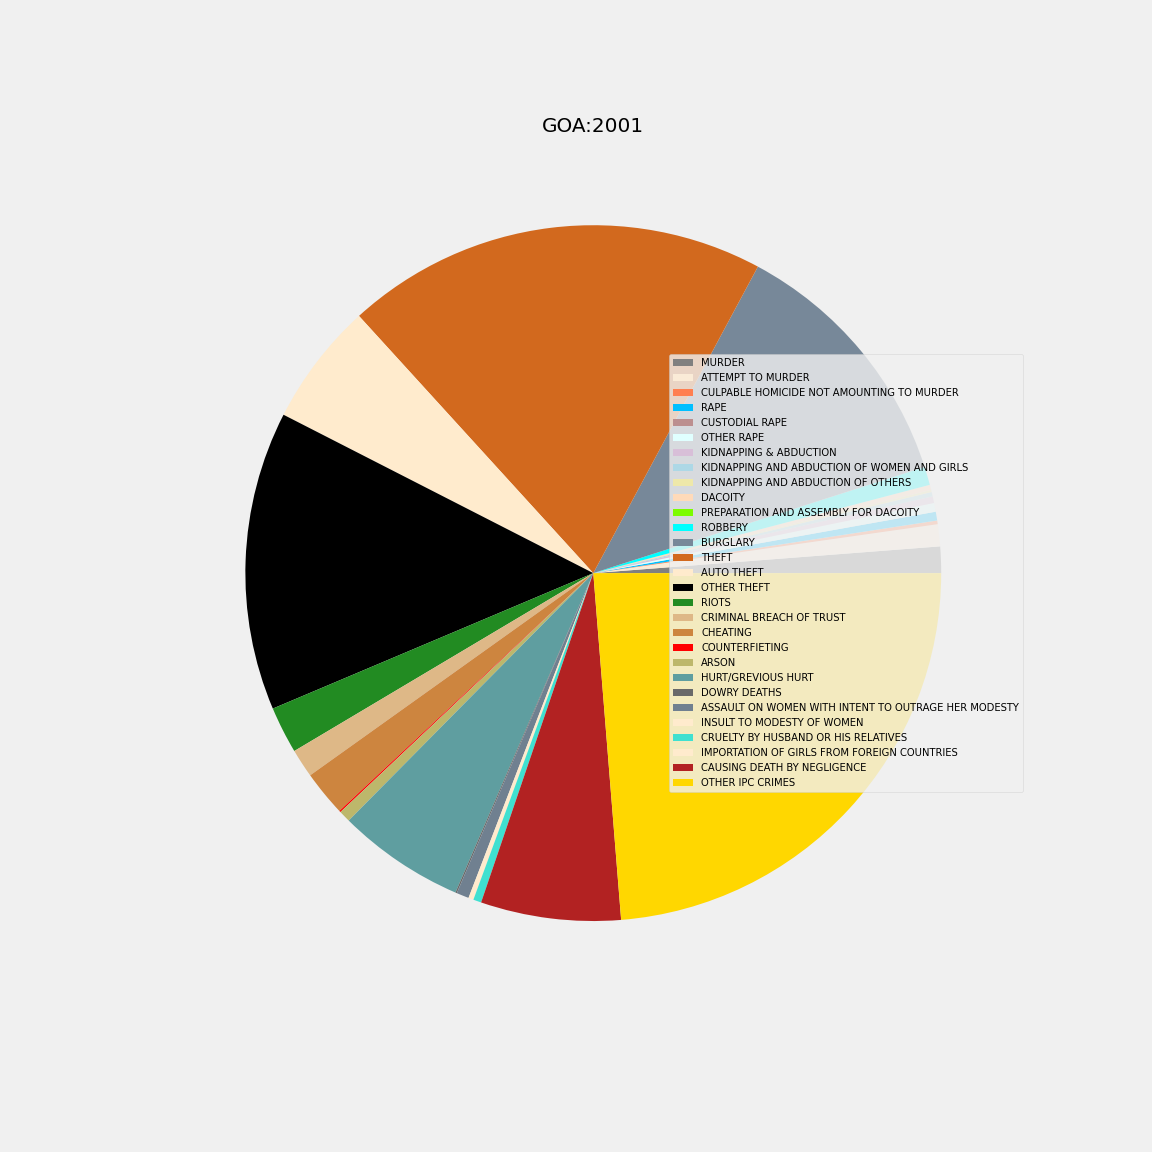 GOA:2001
MURDER
ATTEMPT TO MURDER
CULPABLE HOMICIDE NOT AMOUNTING TO MURDER
RAPE
CUSTODIAL RAPE
OTHER RAPE
KIDNAPPING & ABDUCTION
KIDNAPPING AND ABDUCTION OF WOMEN AND GIRLS
KIDNAPPING AND ABDUCTION OF OTHERS
DACOITY
PREPARATION AND ASSEMBLY FOR DACOITY
ROBBERY
BURGLARY
THEFT
AUTO THEFT
OTHER THEFT
RIOTS
CRIMINAL BREACH OF TRUST
CHEATING
COUNTERFIETING
ARSON
HURT/GREVIOUS HURT
DOWRY DEATHS
ASSAULT ON WOMEN WITH INTENT TO OUTRAGE HER MODESTY
INSULT TO MODESTY OF WOMEN
CRUELTY BY HUSBAND OR HIS RELATIVES
IMPORTATION OF GIRLS FROM FOREIGN COUNTRIES
CAUSING DEATH BY NEGLIGENCE
OTHER IPC CRIMES